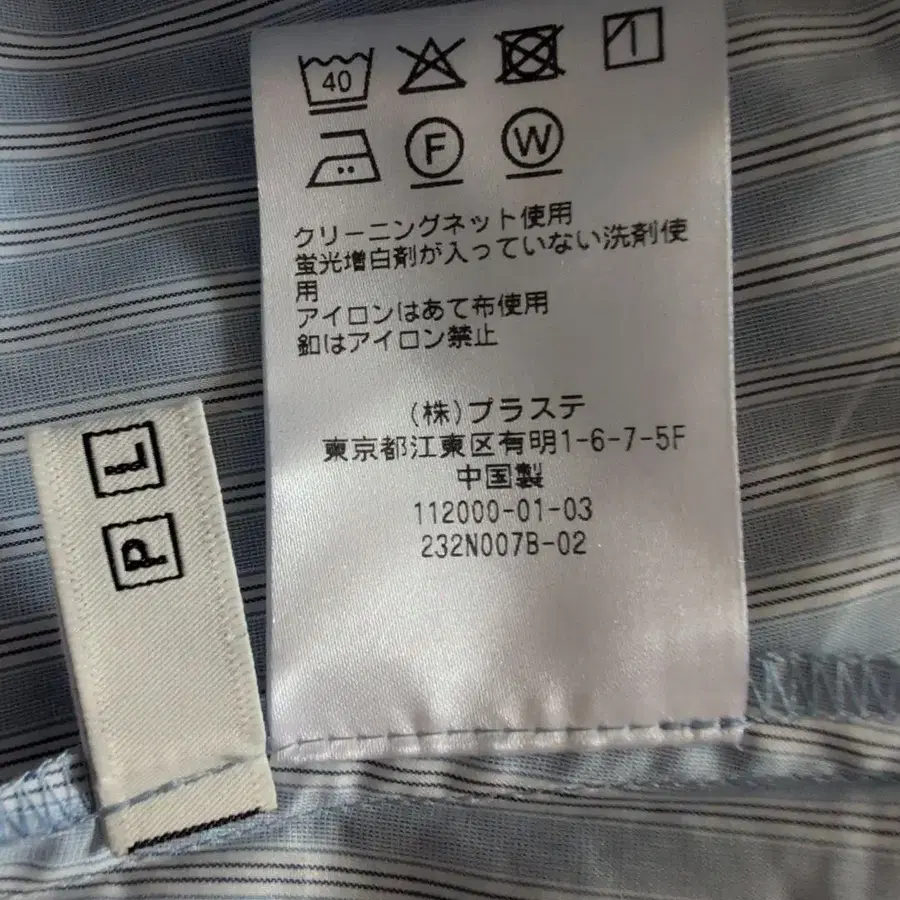 40
F W
クリーニングネット使用
蛍光増白剤が入っていない洗剤使
用
アイロンはあて布使用
釦はアイロン禁止
(株)プラステ
東京都江東区有明1-6-7-5F
中国製
112000-01-03
232N007B-02
L
P